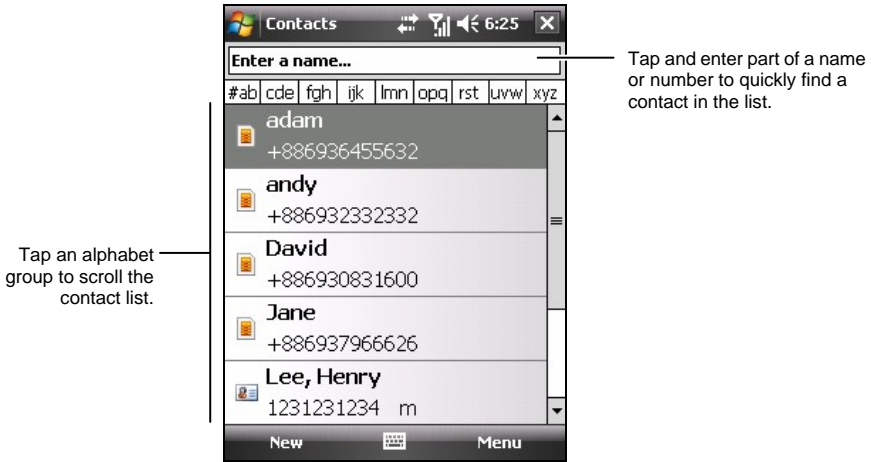 Contacts 6:25
Enter a name...
#ab cde fgh ijk lmn opq rst uvw xyz
adam
+886936455632
andy
+886932332332
David
+886930831600
Jane
+886937966626
Lee, Henry
1231231234 m
New Menu
Tap and enter part of a name
or number to quickly find a
contact in the list.
Tap an alphabet
group to scroll the
contact list.